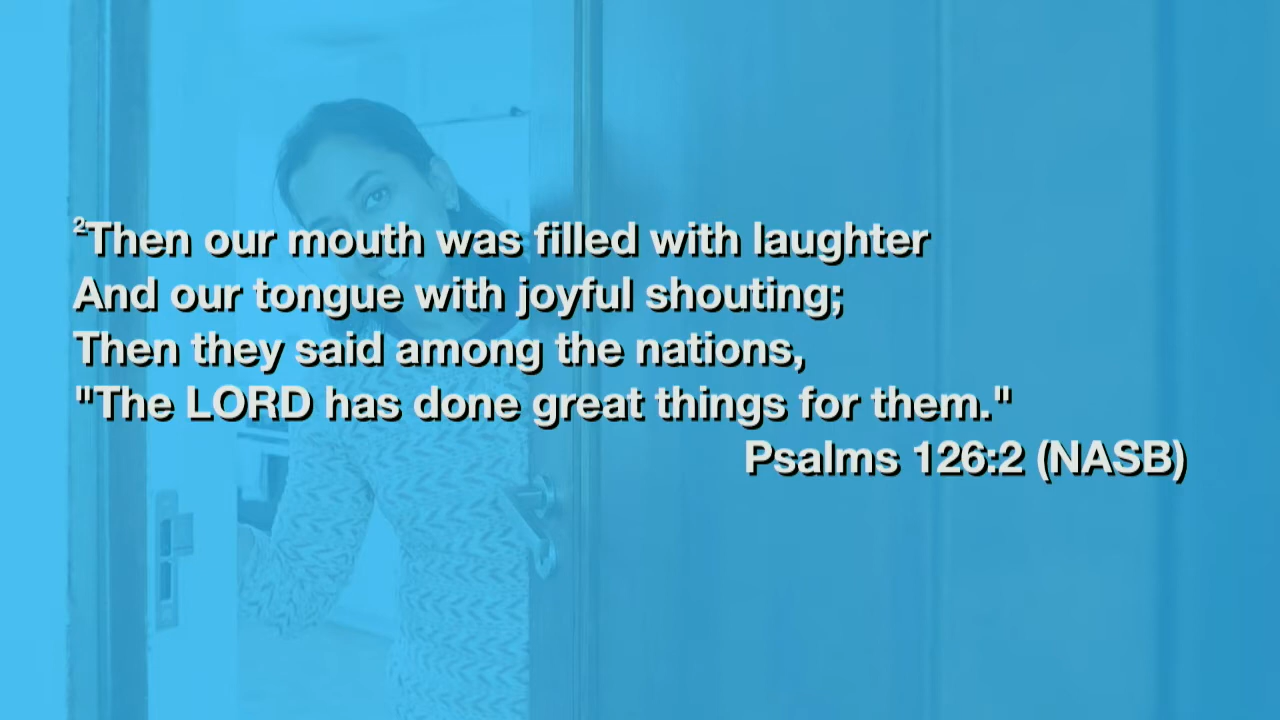 ²Then our mouth was filled with laughter
And our tongue with joyful shouting;
Then they said among the nations,
"The LORD has done great things for them."
Psalms 126:2 (NASB)